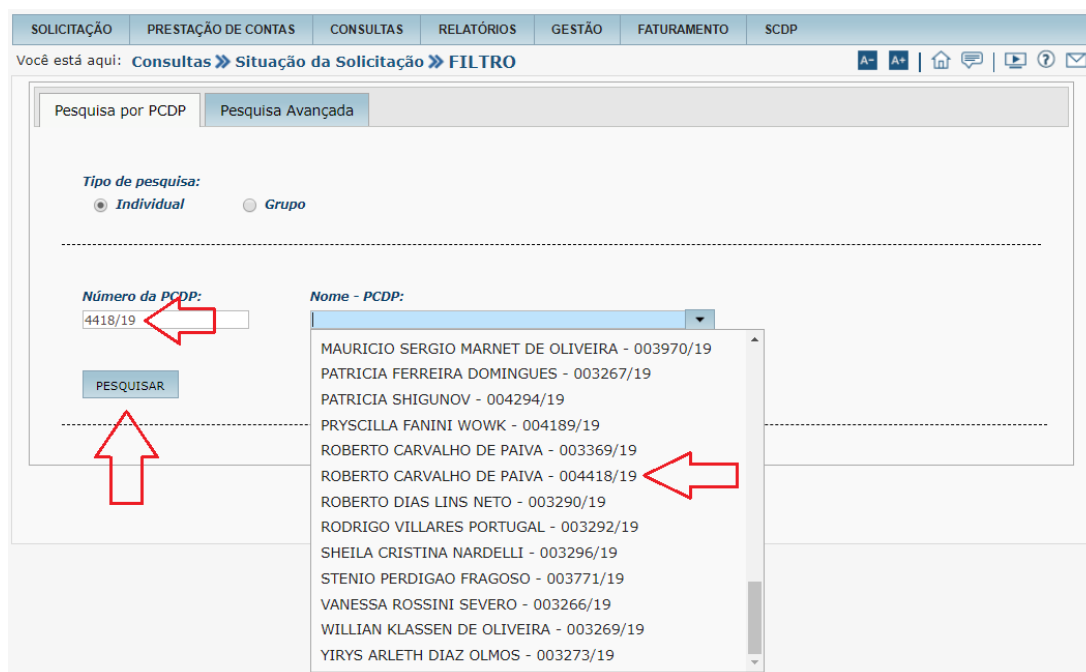 SOLICITAÇÃO PRESTAÇÃO DE CONTAS CONSULTAS RELATÓRIOS GESTÃO FATURAMENTO SCDP
Você está aqui: Consultas » Situação da Solicitação » FILTRO A- A+ | | ?
Pesquisa por PCDP Pesquisa Avançada
Tipo de pesquisa:
Individual Grupo
Número da PCDP: Nome - PCDP:
4418/19
MAURICIO SERGIO MARNET DE OLIVEIRA - 003970/19
PATRICIA FERREIRA DOMINGUES - 003267/19
PESQUISAR
PATRICIA SHIGUNOV - 004294/19
PRYSCILLA FANINI WOWK - 004189/19
ROBERTO CARVALHO DE PAIVA - 003369/19
ROBERTO CARVALHO DE PAIVA - 004418/19
ROBERTO DIAS LINS NETO - 003290/19
RODRIGO VILLARES PORTUGAL - 003292/19
SHEILA CRISTINA NARDELLI - 003296/19
STENIO PERDIGAO FRAGOSO - 003771/19
VANESSA ROSSINI SEVERO - 003266/19
WILLIAN KLASSEN DE OLIVEIRA - 003269/19
YIRYS ARLETH DIAZ OLMOS - 003273/19